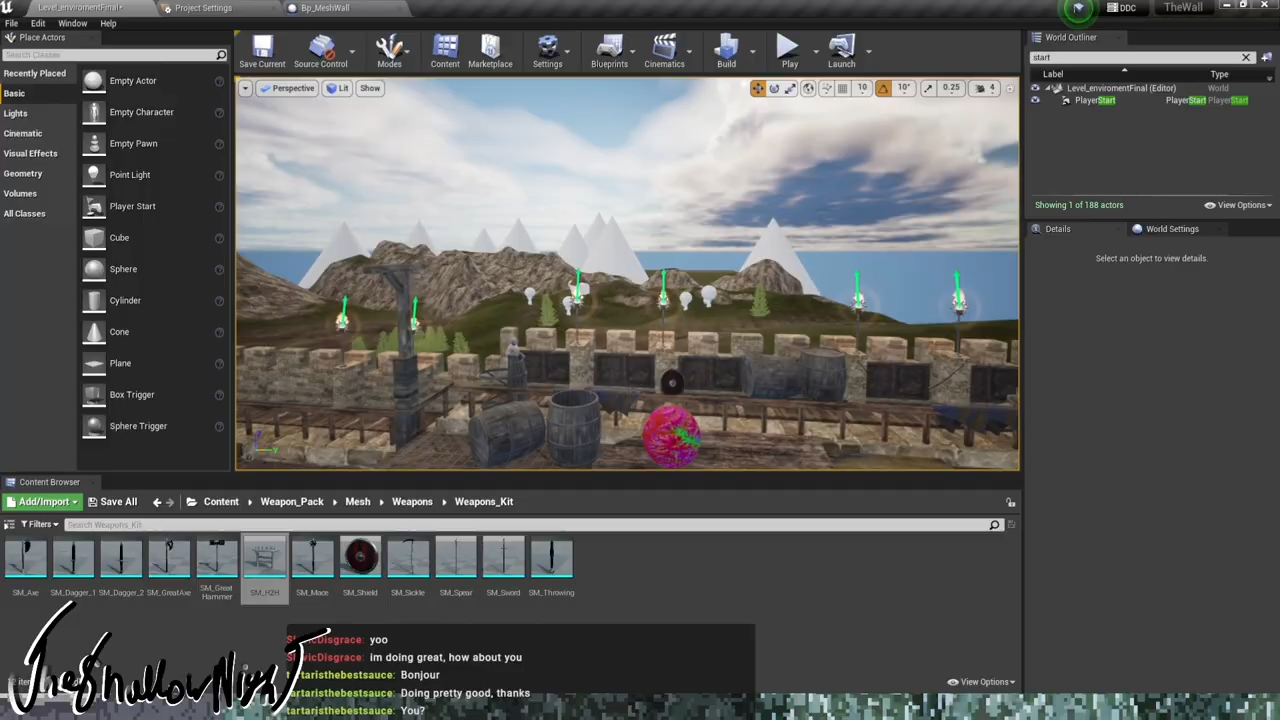 Level_enviromentFinal*
Project Settings
Bp_MeshWall
DDC
TheWall
File
Edit
Window
Help
Place Actors
Search Classes
Recently Placed
Basic
Lights
Cinematic
Visual Effects
Geometry
Volumes
All Classes
Empty Actor
Empty Character
Empty Pawn
Point Light
Player Start
Cube
Sphere
Cylinder
Cone
Plane
Box Trigger
Sphere Trigger
Save Current
Source Control
Modes
Content
Marketplace
Settings
Blueprints
Cinematics
Build
Play
Launch
Perspective
Lit
Show
10
10°
0.25
4
World Outliner
start
Label
Type
Level_enviromentFinal (Editor)
World
PlayerStart
PlayerStart PlayerStart
Showing 1 of 188 actors
View Options
Details
World Settings
Select an object to view details.
Content Browser
Add/Import
Save All
Content
Weapon_Pack
Mesh
Weapons
Weapons_Kit
Filters
Search Weapons_Kit
SM_Axe
SM_Dagger_1
SM_Dagger_2
SM_GreatAxe
SM_Great
Hammer
SM_H2H
SM_Mace
SM_Shield
SM_Sickle
SM_Spear
SM_Sword
SM_Throwing
View Options
yoo
im doing great, how about you
tartaristhebestsauce: Bonjour
tartaristhebestsauce: Doing pretty good, thanks
tartaristhebestsauce: You?